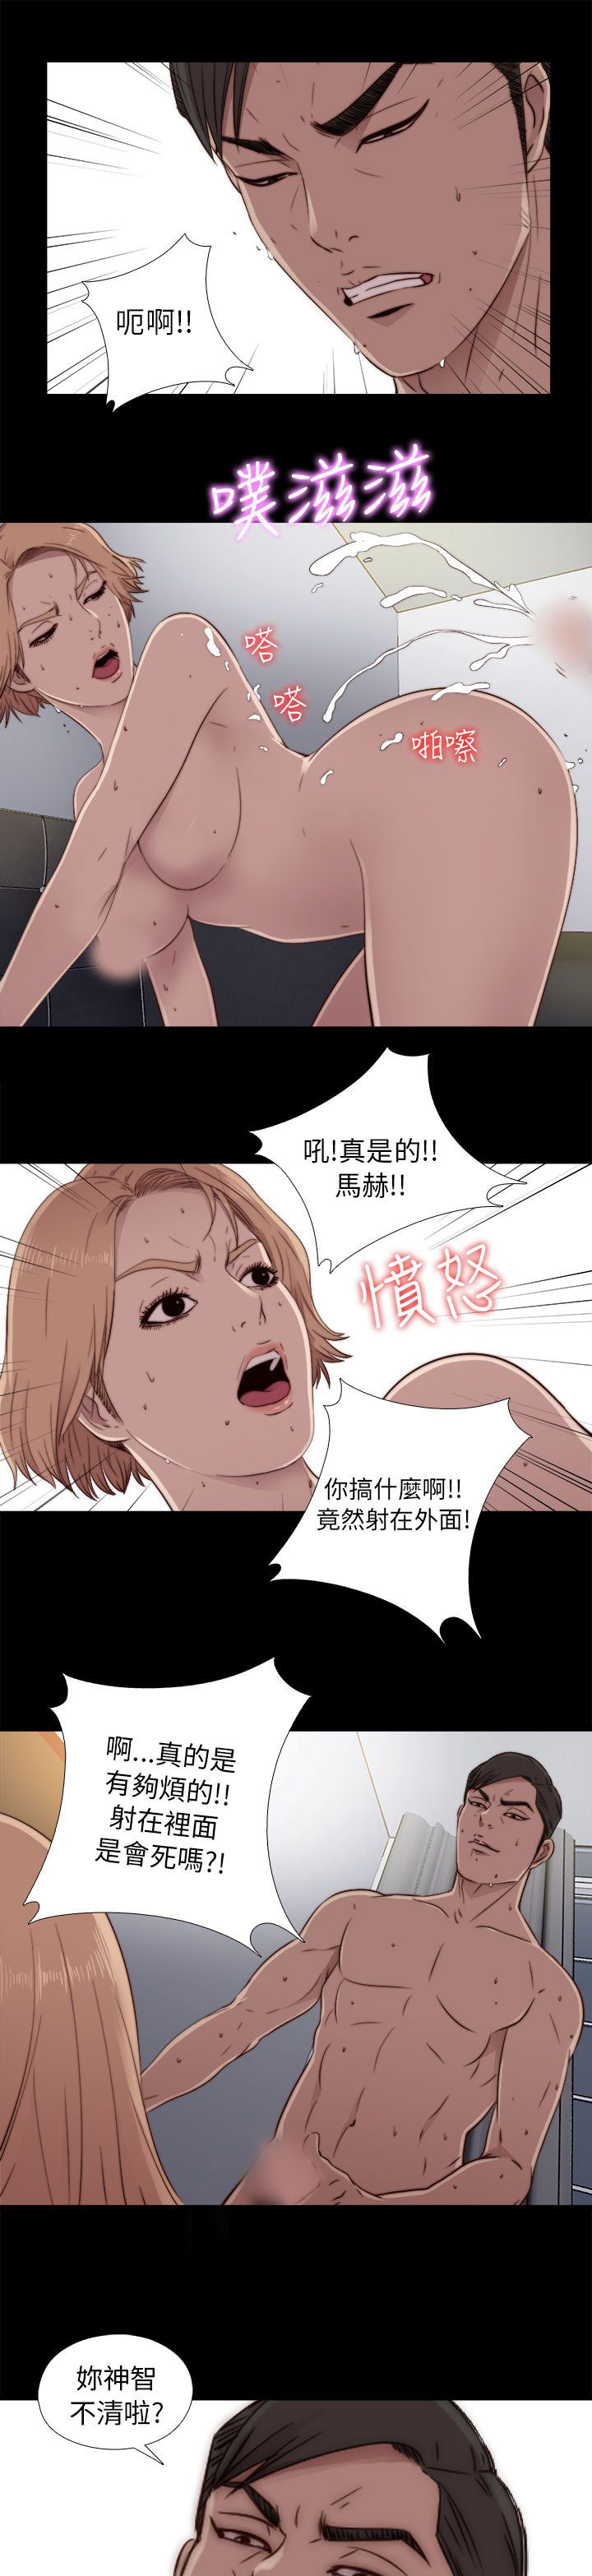 呃啊!!
噗滋滋
嗒
嗒
啪嚓
吼!真是的!!
馬赫!!
憤怒
你搞什麼啊!!
竟然射在外面!
啊...真的是
有夠煩的!!
射在裡面
是會死嗎?!
妳神智
不清啦?